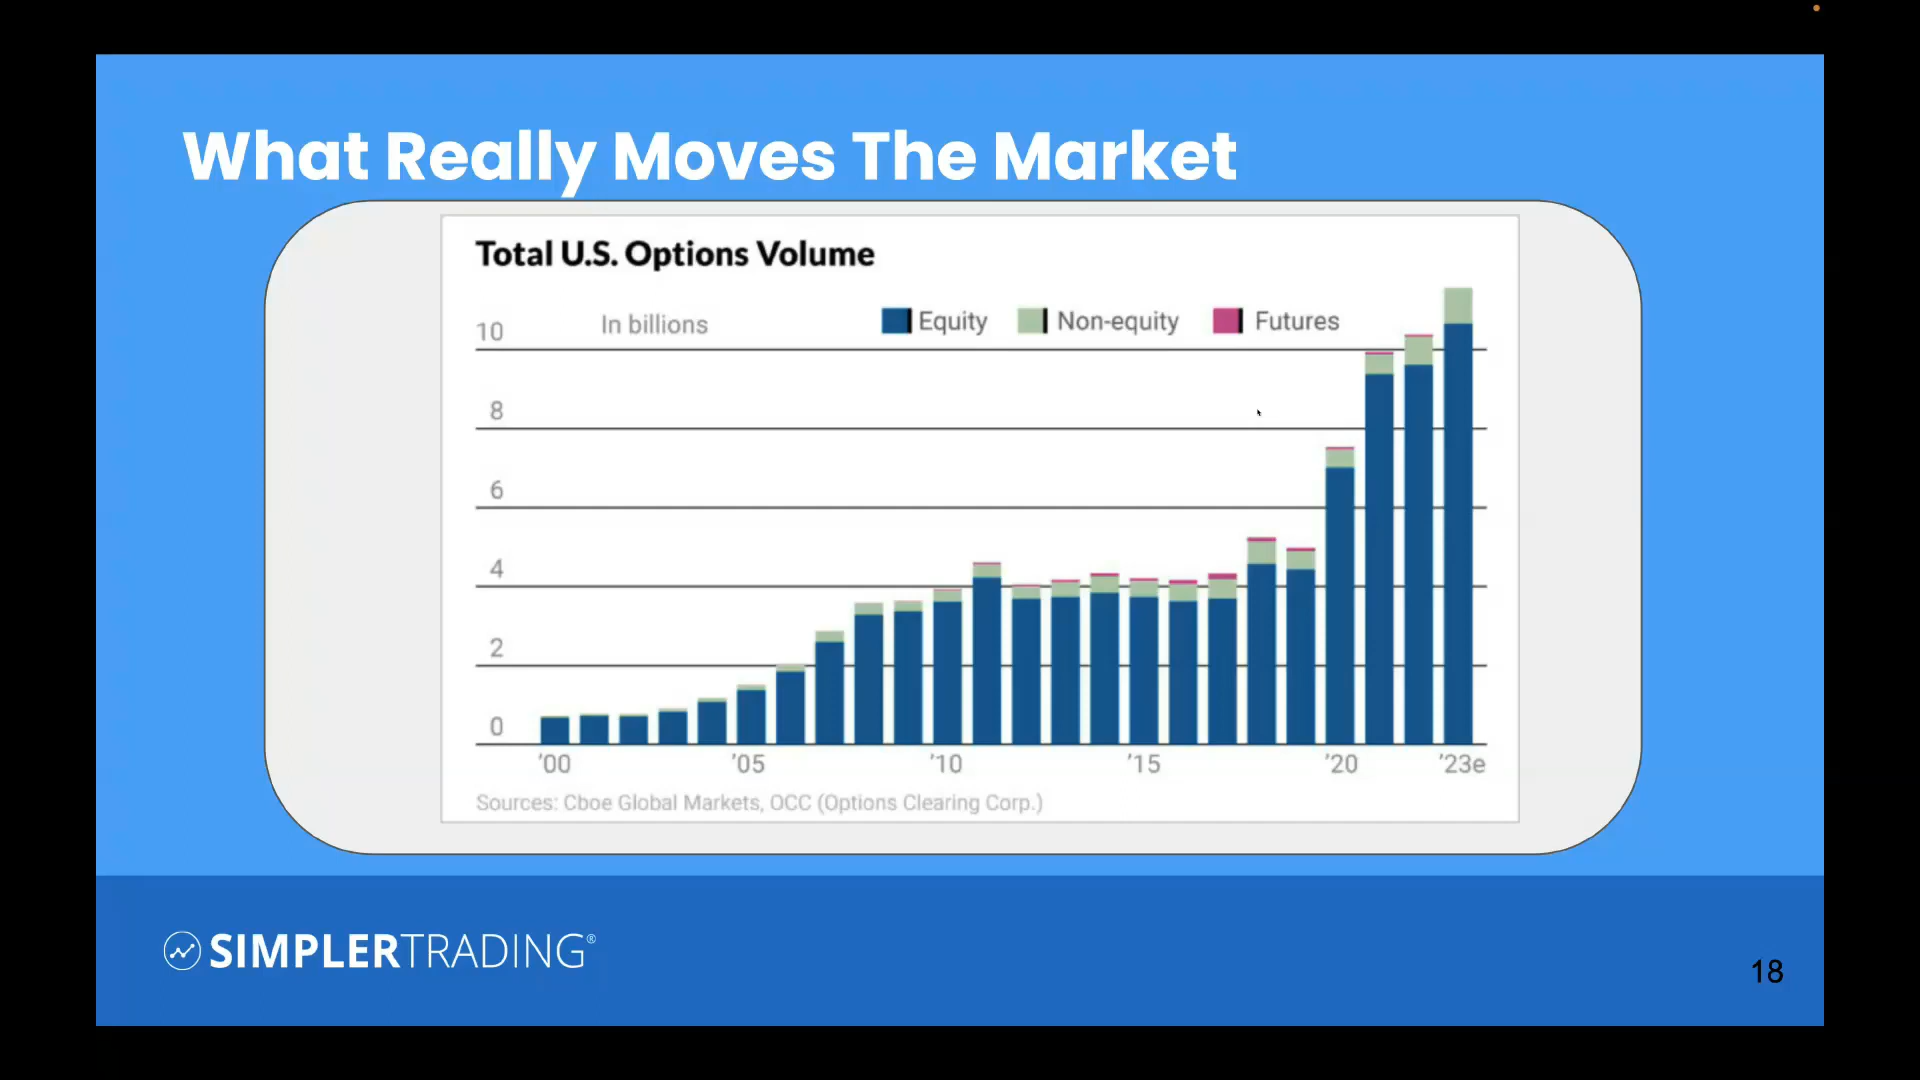 What Really Moves The Market
Total U.S. Options Volume
In billions
Equity
Non-equity
Futures
10
8
6
4
2
0
’00
’05
’10
’15
’20
’23e
Sources: Cboe Global Markets, OCC (Options Clearing Corp.)
SIMPLERTRADING®
18